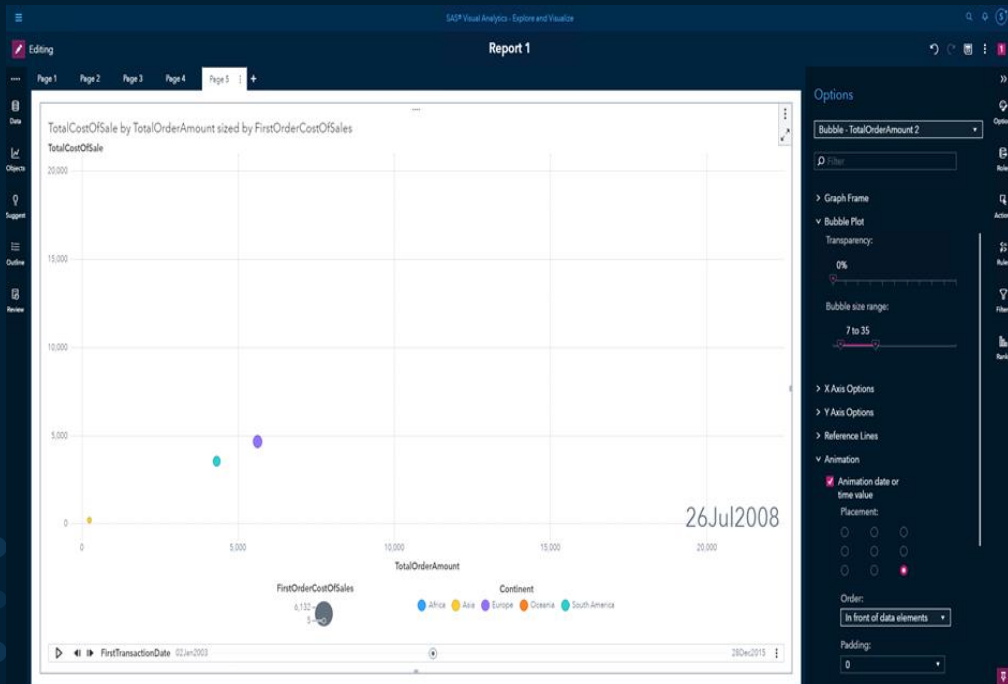 SAS® Visual Analytics - Explore and Visualize
Editing
Report 1
Page 1
Page 2
Page 3
Page 4
Page 5
Data
Objects
Suggest
Outline
Review
TotalCostOfSale by TotalOrderAmount sized by FirstOrderCostOfSales
TotalCostOfSale
20,000
15,000
10,000
5,000
0
26Jul2008
0
5,000
10,000
15,000
20,000
TotalOrderAmount
FirstOrderCostOfSales
6,132
5
Continent
Africa
Asia
Europe
Oceania
South America
FirstTransactionDate
02Jan2003
28Dec2015
Options
Bubble - TotalOrderAmount 2
Filter
Graph Frame
Bubble Plot
Transparency:
0%
Bubble size range:
7 to 35
X Axis Options
Y Axis Options
Reference Lines
Animation
Animation date or
time value
Placement:
Order:
In front of data elements
Padding:
0
1